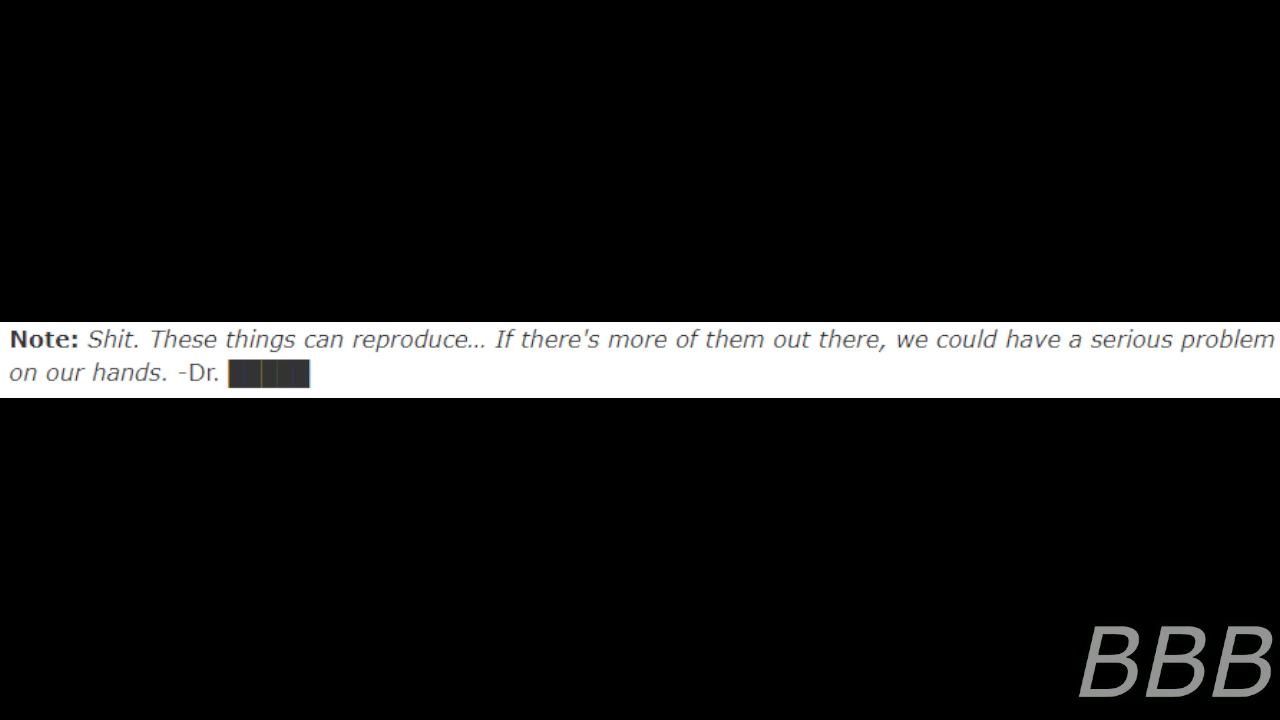 Note: Shit. These things can reproduce... If there's more of them out there, we could have a serious problem
on our hands. -Dr. █████
BBB